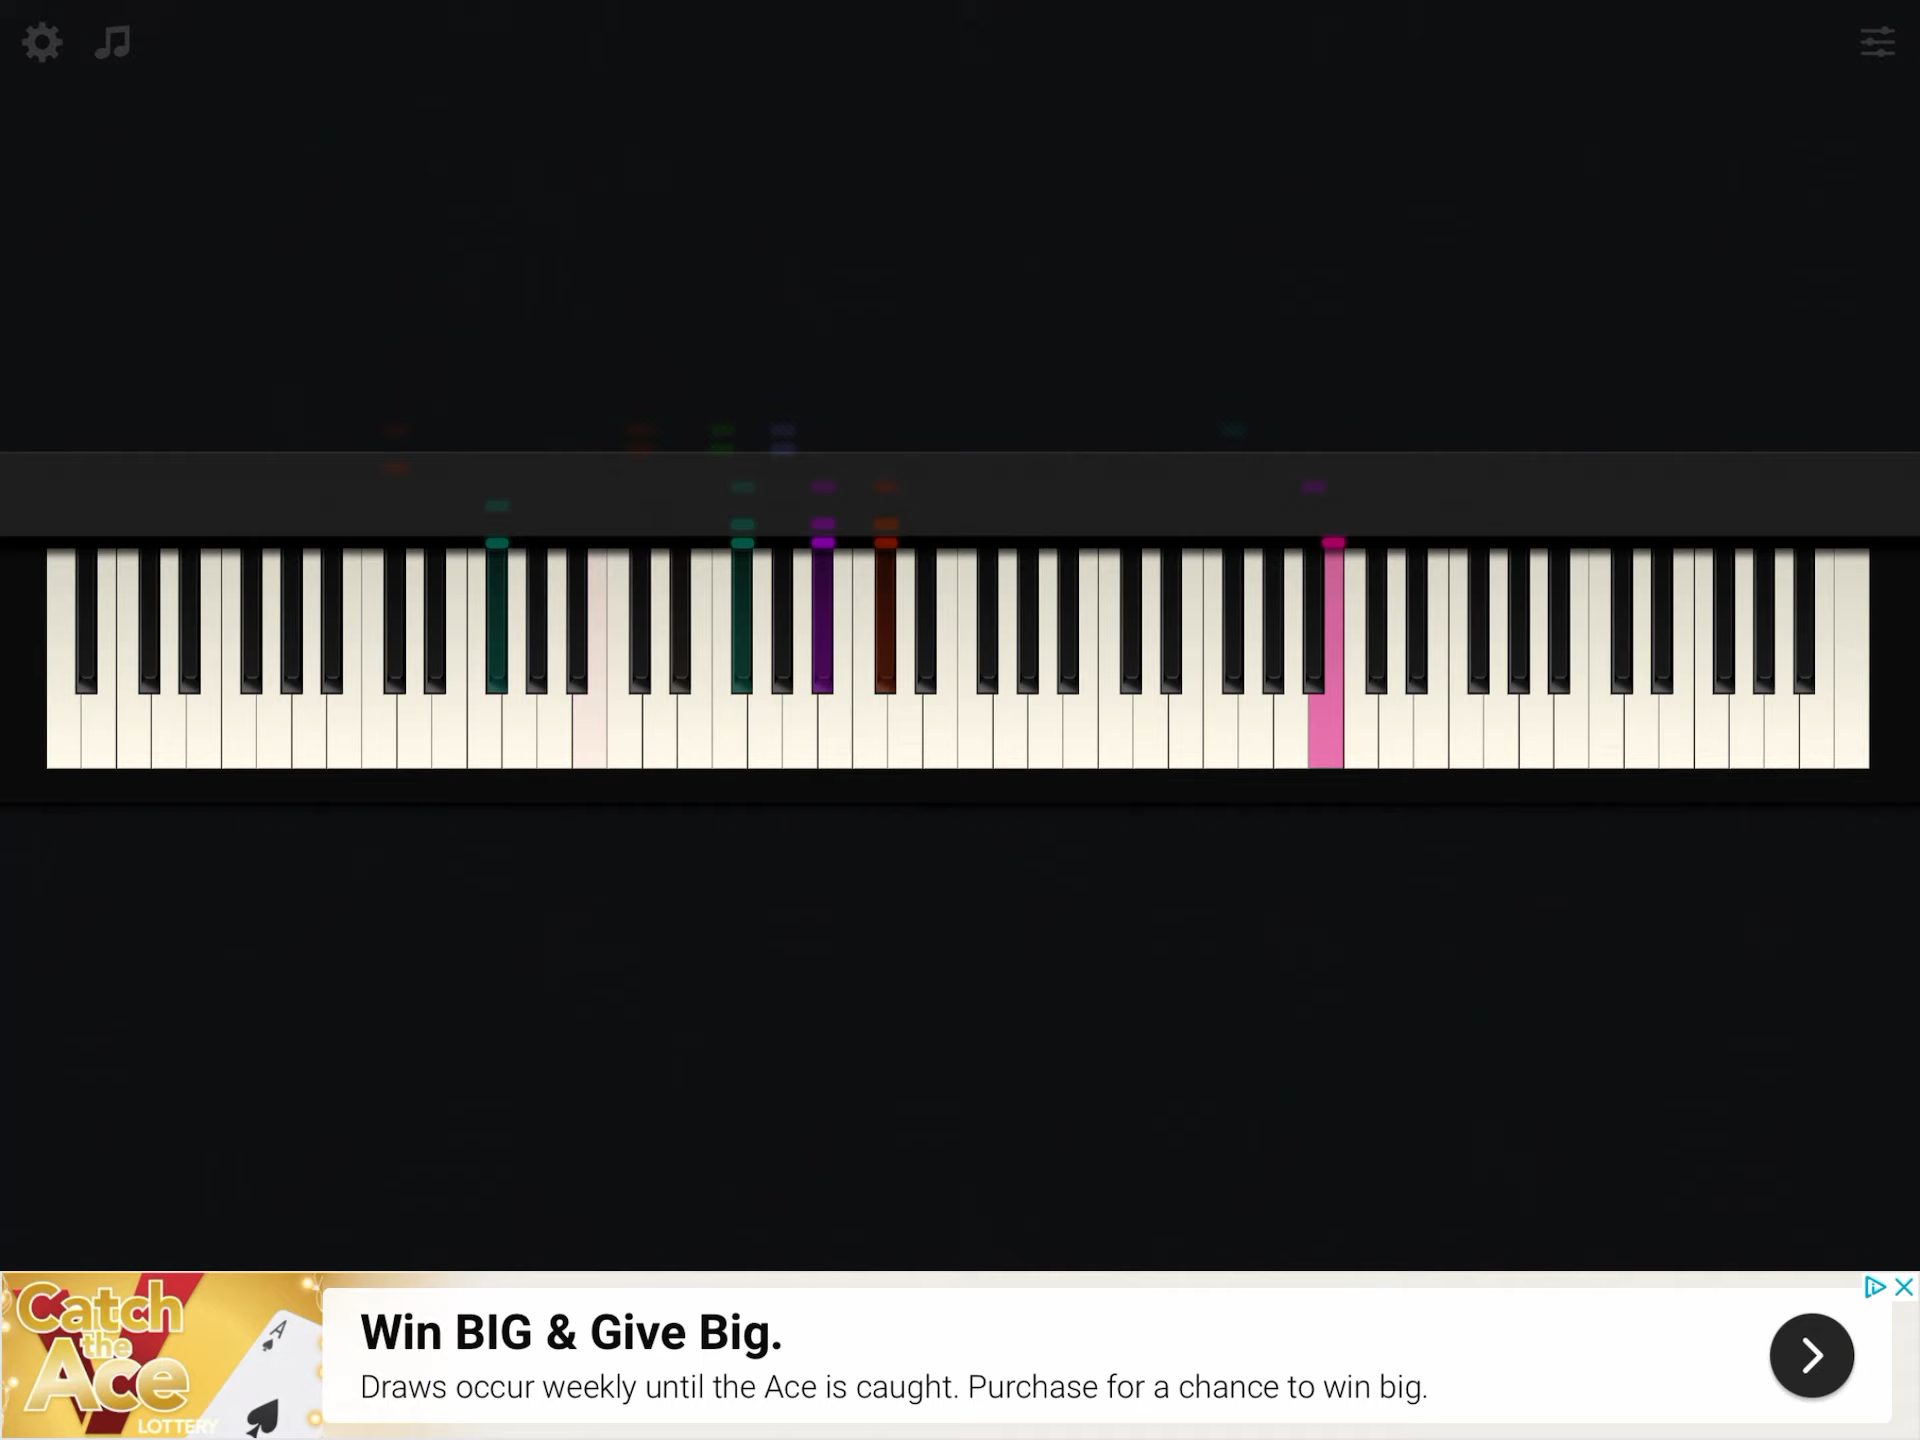 Catch
the
Ace
LOTTERY
A
Win BIG & Give Big.
Draws occur weekly until the Ace is caught. Purchase for a chance to win big.